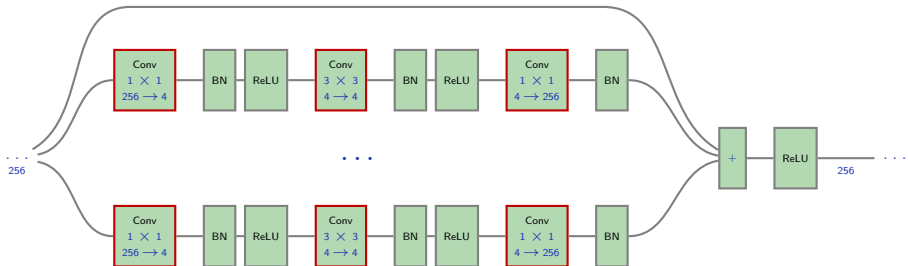 Conv
1 × 1
256 → 4
BN
ReLU
Conv
3 × 3
4 → 4
BN
ReLU
Conv
1 × 1
4 → 256
BN
. . .
256
. . .
+
ReLU
256
. . .
Conv
1 × 1
256 → 4
BN
ReLU
Conv
3 × 3
4 → 4
BN
ReLU
Conv
1 × 1
4 → 256
BN